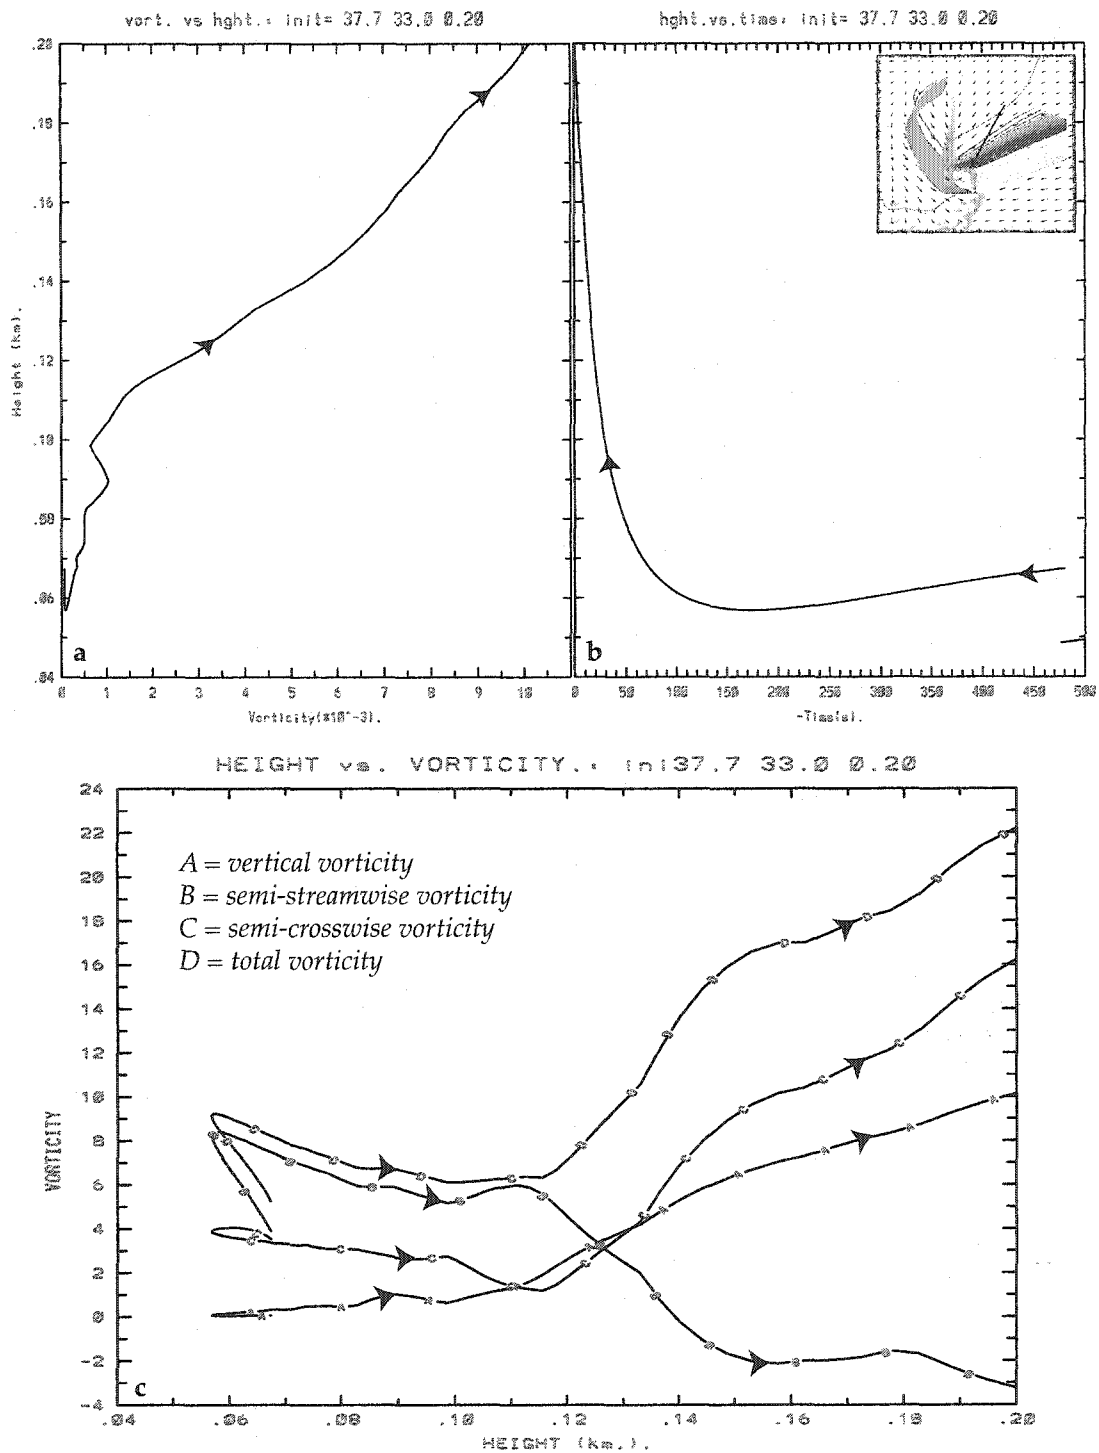 vort. vs hght.: init= 37.7 33.0 0.20
hght.vs.time: init= 37.7 33.0 0.20
.20
.18
.16
.14
.12
.10
.08
.06
.04
Height (km).
a
b
0 1 2 3 4 5 6 7 8 9 10
0 50 100 150 200 250 300 350 400 450 500
Vorticity(*10^-3).
-Time(s).
HEIGHT vs. VORTICITY.: ini37.7 33.0 0.20
24
22
20
18
16
14
12
10
8
6
4
2
0
-2
-4
VORTICITY
A = vertical vorticity
B = semi-streamwise vorticity
C = semi-crosswise vorticity
D = total vorticity
c
.04 .06 .08 .10 .12 .14 .16 .18 .20
HEIGHT (km.).